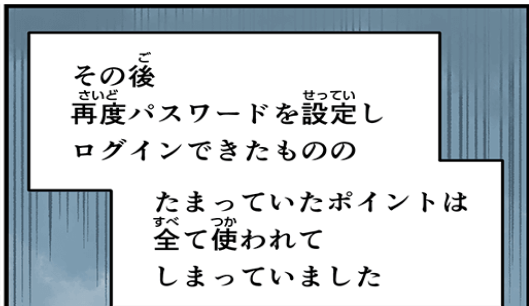 その後
再度パスワードを設定し
ログインできたものの
たまっていたポイントは
全て使われて
しまっていました